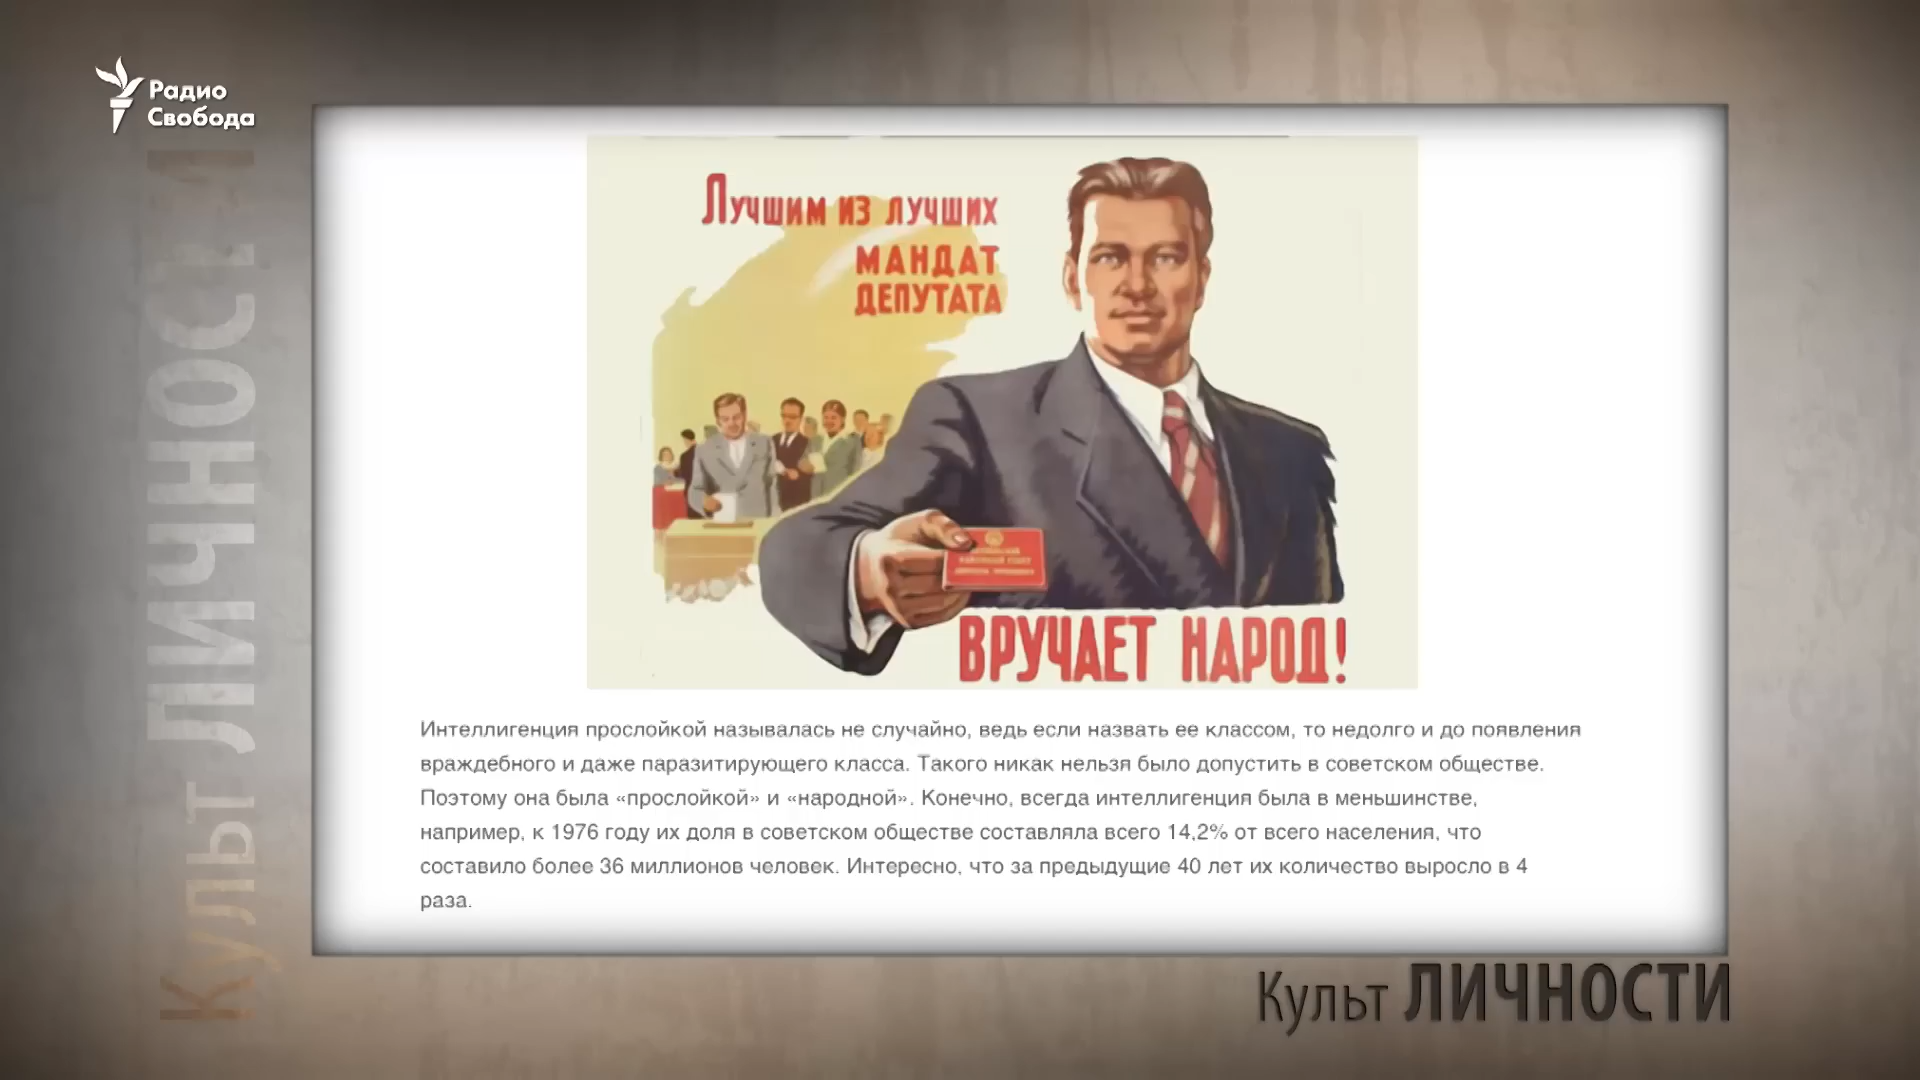 Радио
Свобода
Культ ЛИЧНОСТИ
Лучшим из лучших
МАНДАТ
ДЕПУТАТА
ВРУЧАЕТ НАРОД!
Интеллигенция прослойкой называлась не случайно, ведь если назвать ее классом, то недолго и до появления
враждебного и даже паразитирующего класса. Такого никак нельзя было допустить в советском обществе.
Поэтому она была «прослойкой» и «народной». Конечно, всегда интеллигенция была в меньшинстве,
например, к 1976 году их доля в советском обществе составляла всего 14,2% от всего населения, что
составило более 36 миллионов человек. Интересно, что за предыдущие 40 лет их количество выросло в 4
раза.
Культ ЛИЧНОСТИ